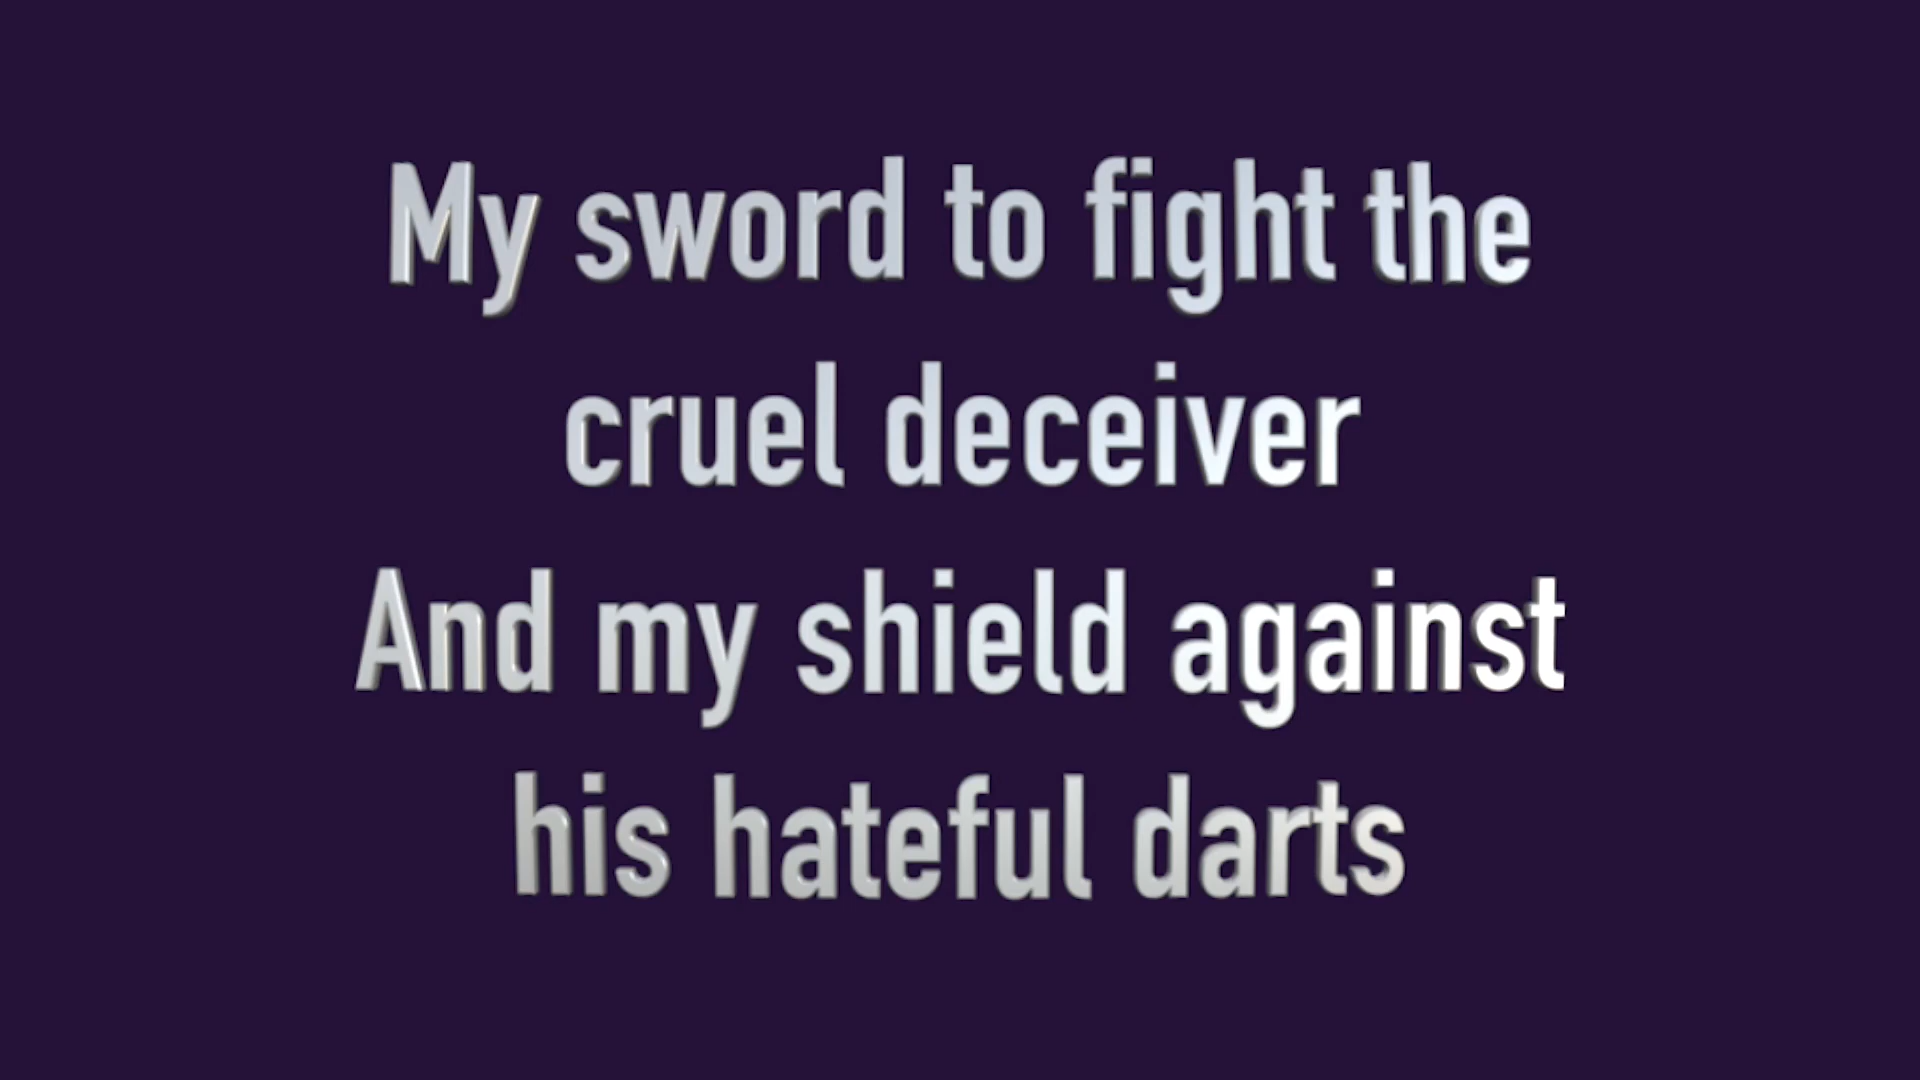 My sword to fight the
cruel deceiver
And my shield against
his hateful darts